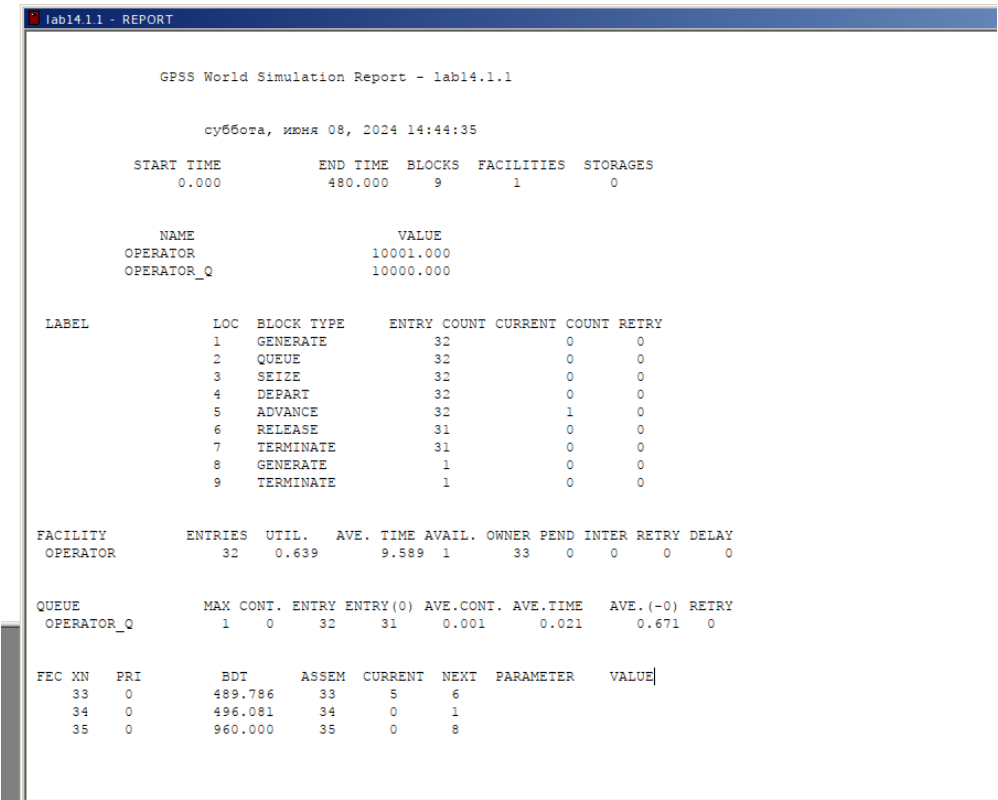 lab14.1.1 - REPORT
GPSS World Simulation Report - lab14.1.1
суббота, июня 08, 2024 14:44:35
START TIME END TIME BLOCKS FACILITIES STORAGES
0.000 480.000 9 1 0
NAME VALUE
OPERATOR 10001.000
OPERATOR_Q 10000.000
LABEL LOC BLOCK TYPE ENTRY COUNT CURRENT COUNT RETRY
1 GENERATE 32 0 0
2 QUEUE 32 0 0
3 SEIZE 32 0 0
4 DEPART 32 0 0
5 ADVANCE 32 1 0
6 RELEASE 31 0 0
7 TERMINATE 31 0 0
8 GENERATE 1 0 0
9 TERMINATE 1 0 0
FACILITY ENTRIES UTIL. AVE. TIME AVAIL. OWNER PEND INTER RETRY DELAY
OPERATOR 32 0.639 9.589 1 33 0 0 0 0
QUEUE MAX CONT. ENTRY ENTRY(0) AVE.CONT. AVE.TIME AVE.(-0) RETRY
OPERATOR_Q 1 0 32 31 0.001 0.021 0.671 0
FEC XN PRI BDT ASSEM CURRENT NEXT PARAMETER VALUE
33 0 489.786 33 5 6
34 0 496.081 34 0 1
35 0 960.000 35 0 8